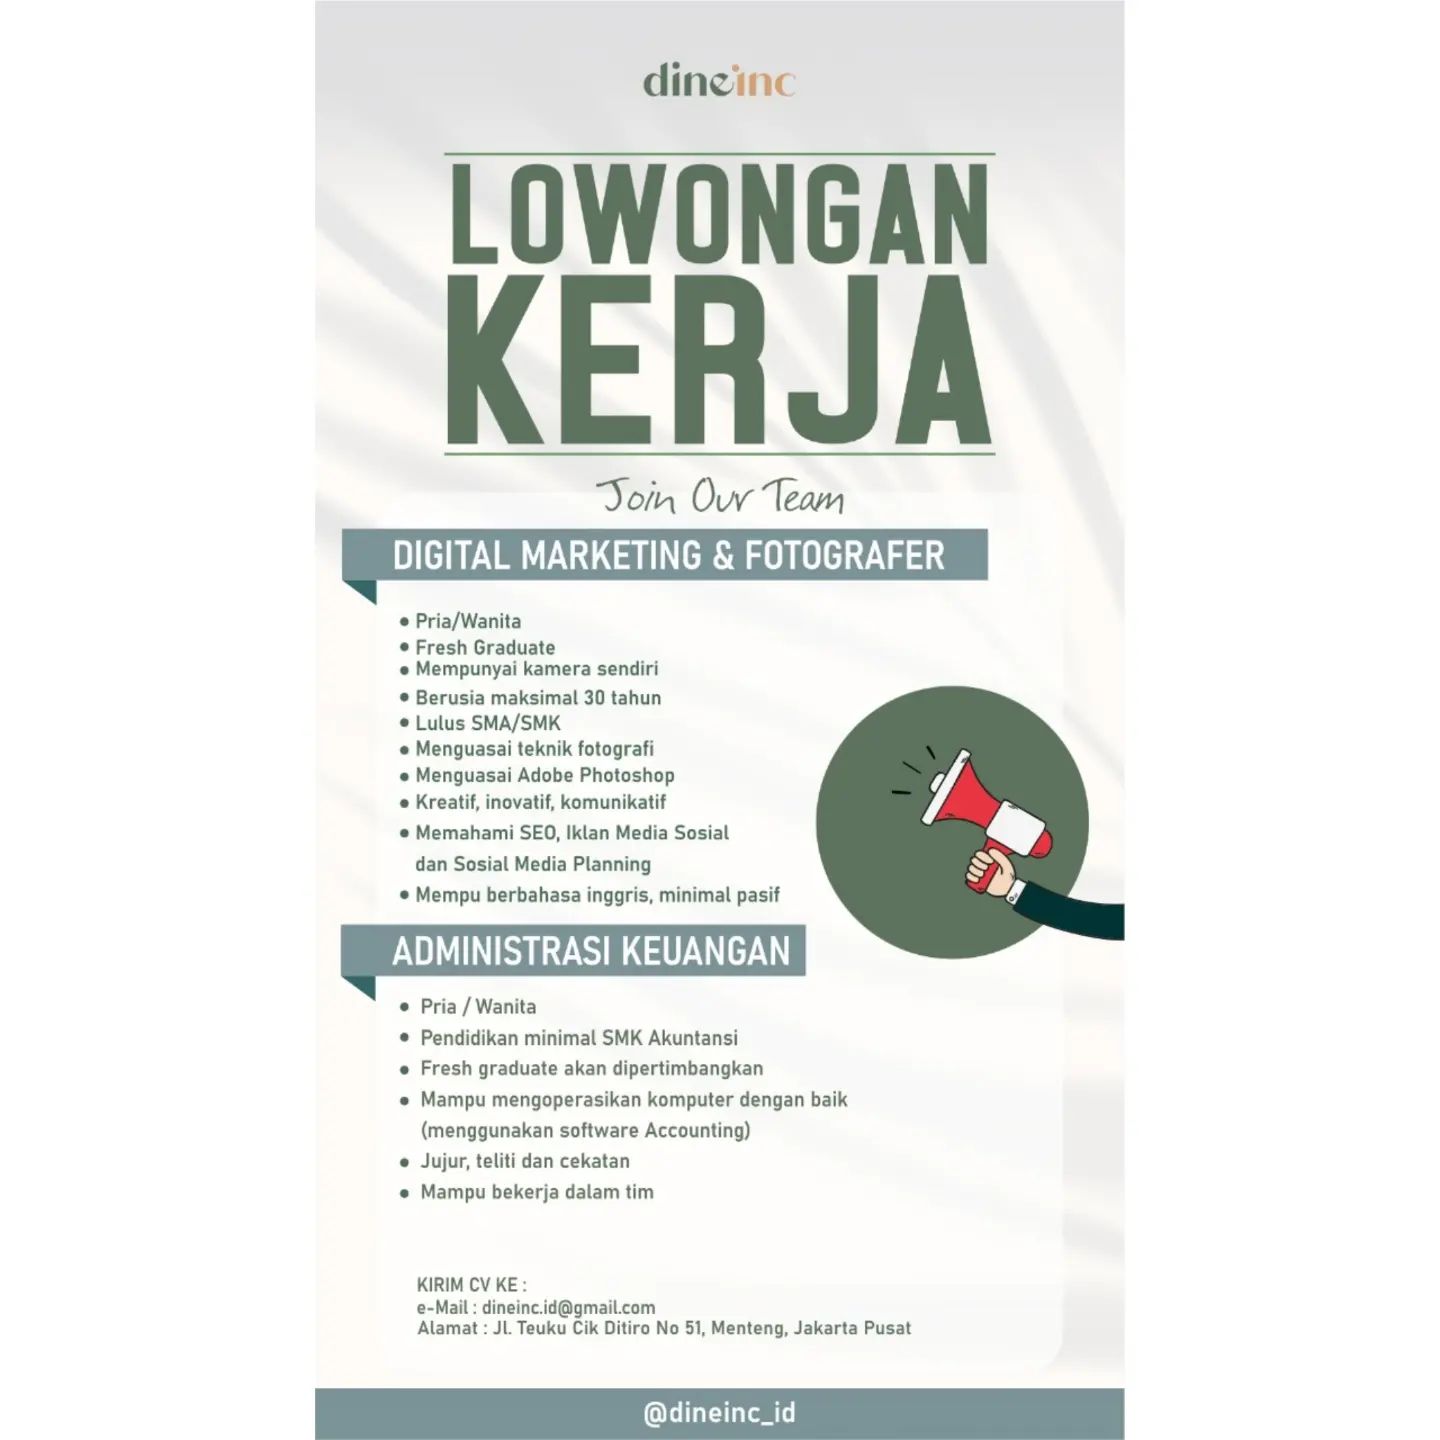 dineinc
LOWONGAN
KERJA
Join Our Team
DIGITAL MARKETING & FOTOGRAFER
• Pria/Wanita
• Fresh Graduate
• Mempunyai kamera sendiri
• Berusia maksimal 30 tahun
• Lulus SMA/SMK
• Menguasai teknik fotografi
• Menguasai Adobe Photoshop
• Kreatif, inovatif, komunikatif
• Memahami SEO, Iklan Media Sosial
dan Sosial Media Planning
• Mempu berbahasa inggris, minimal pasif
ADMINISTRASI KEUANGAN
• Pria / Wanita
• Pendidikan minimal SMK Akuntansi
• Fresh graduate akan dipertimbangkan
• Mampu mengoperasikan komputer dengan baik
(menggunakan software Accounting)
• Jujur, teliti dan cekatan
• Mampu bekerja dalam tim
KIRIM CV KE :
e-Mail : dineinc.id@gmail.com
Alamat : Jl. Teuku Cik Ditiro No 51, Menteng, Jakarta Pusat
@dineinc_id